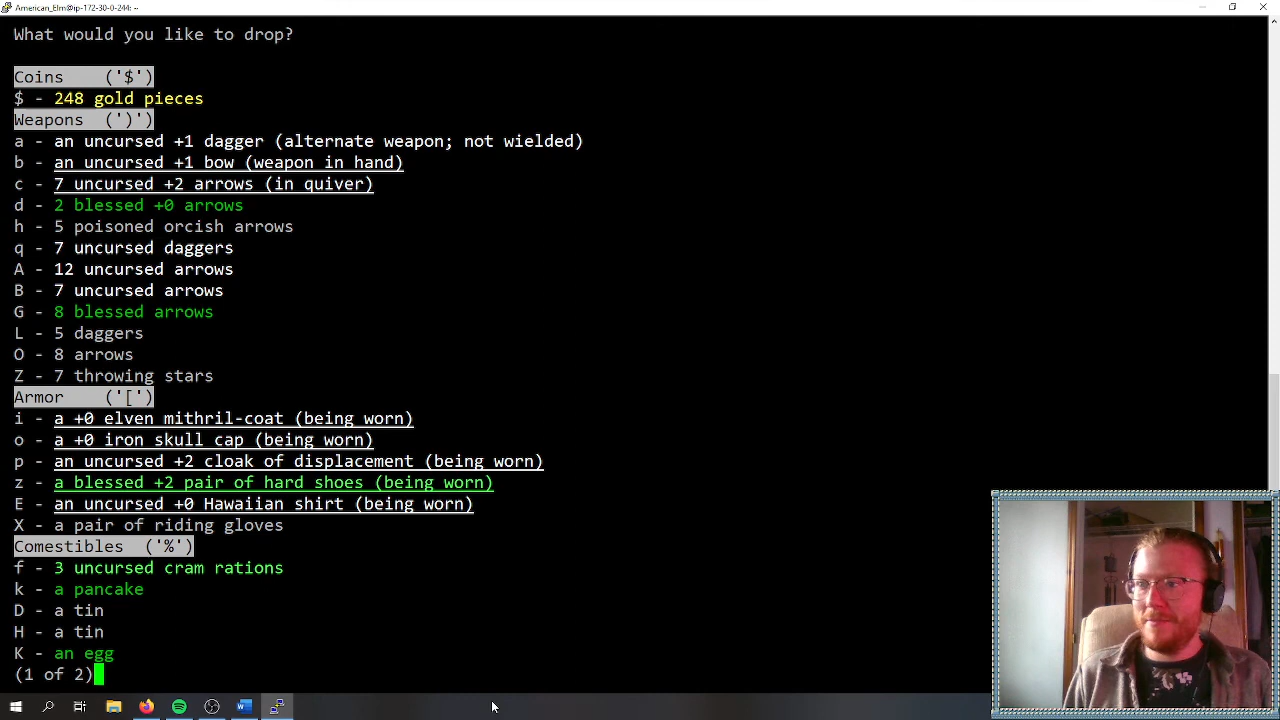 American_Elm@ip-172-30-0-244: ~
What would you like to drop?
Coins    ('$')
$ - 248 gold pieces
Weapons  (')')
a - an uncursed +1 dagger (alternate weapon; not wielded)
b - an uncursed +1 bow (weapon in hand)
c - 7 uncursed +2 arrows (in quiver)
d - 2 blessed +0 arrows
h - 5 poisoned orcish arrows
q - 7 uncursed daggers
A - 12 uncursed arrows
B - 7 uncursed arrows
G - 8 blessed arrows
L - 5 daggers
O - 8 arrows
Z - 7 throwing stars
Armor    ('[')
i - a +0 elven mithril-coat (being worn)
o - a +0 iron skull cap (being worn)
p - an uncursed +2 cloak of displacement (being worn)
z - a blessed +2 pair of hard shoes (being worn)
E - an uncursed +0 Hawaiian shirt (being worn)
X - a pair of riding gloves
Comestibles  ('%')
f - 3 uncursed cram rations
k - a pancake
D - a tin
H - a tin
K - an egg
(1 of 2)